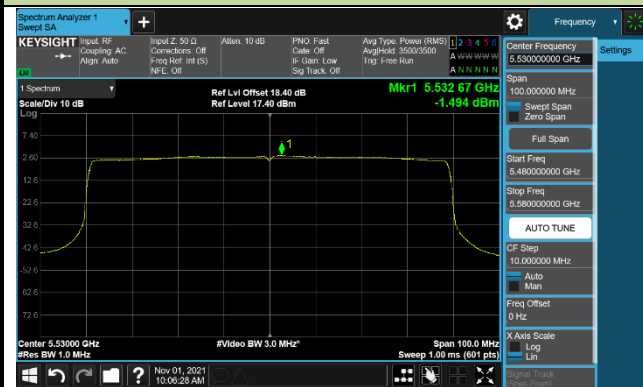 Spectrum Analyzer 1
Swept SA
+
Frequency
KEYSIGHT
Input: RF
Coupling: AC
Align: Auto
Input Z: 50 Ω
Corrections: Off
Freq Ref: Int (S)
NFE: Off
Atten: 10 dB
PNO: Fast
Gate: Off
IF Gain: Low
Sig Track: Off
Avg Type: Power (RMS)
Avg|Hold: 3500/3500
Trig: Free Run
1 2 3 4 5 6
A W W W W W
A N N N N N
LXI
1 Spectrum
Scale/Div 10 dB
Log
Ref Lvl Offset 18.40 dB
Ref Level 17.40 dBm
Mkr1 5.532 67 GHz
-1.494 dBm
1
7.40
-2.60
-12.6
-22.6
-32.6
-42.6
-52.6
-62.6
-72.6
Center 5.53000 GHz
#Res BW 1.0 MHz
#Video BW 3.0 MHz*
Span 100.0 MHz
Sweep 1.00 ms (601 pts)
Center Frequency
5.530000000 GHz
Settings
Span
100.000000 MHz
Swept Span
Zero Span
Full Span
Start Freq
5.480000000 GHz
Stop Freq
5.580000000 GHz
AUTO TUNE
CF Step
10.000000 MHz
Auto
Man
Freq Offset
0 Hz
X Axis Scale
Log
Lin
Signal Track
(Span Zoom)
?
Nov 01, 2021
10:06:28 AM